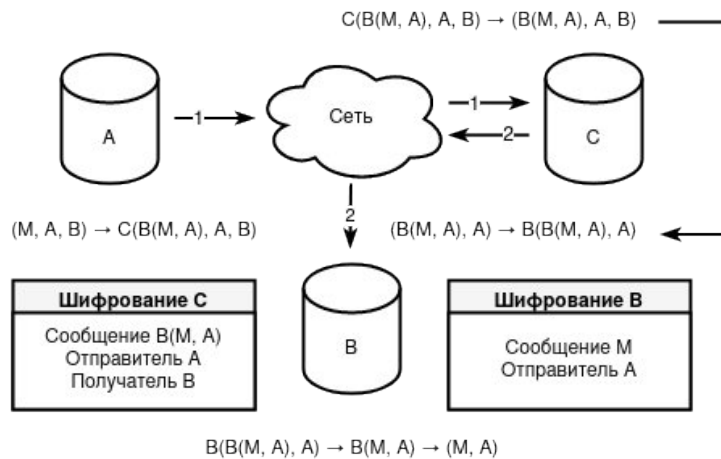 C(B(M, A), A, B) → (B(M, A), A, B)
A
1
Сеть
1
2
C
2
(M, A, B) → C(B(M, A), A, B)
(B(M, A), A) → B(B(M, A), A)
Шифрование C
Сообщение B(M, A)
Отправитель A
Получатель B
B
Шифрование B
Сообщение M
Отправитель A
B(B(M, A), A) → B(M, A) → (M, A)